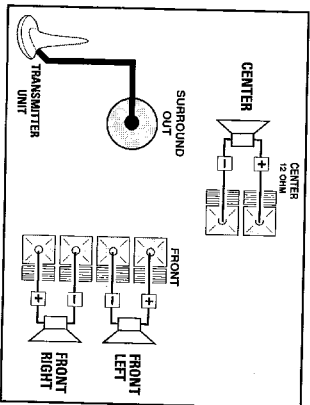 CENTER
CENTER
12 OHM
+
−
SURROUND
OUT
TRANSMITTER
UNIT
FRONT
+
−
FRONT
LEFT
−
+
FRONT
RIGHT